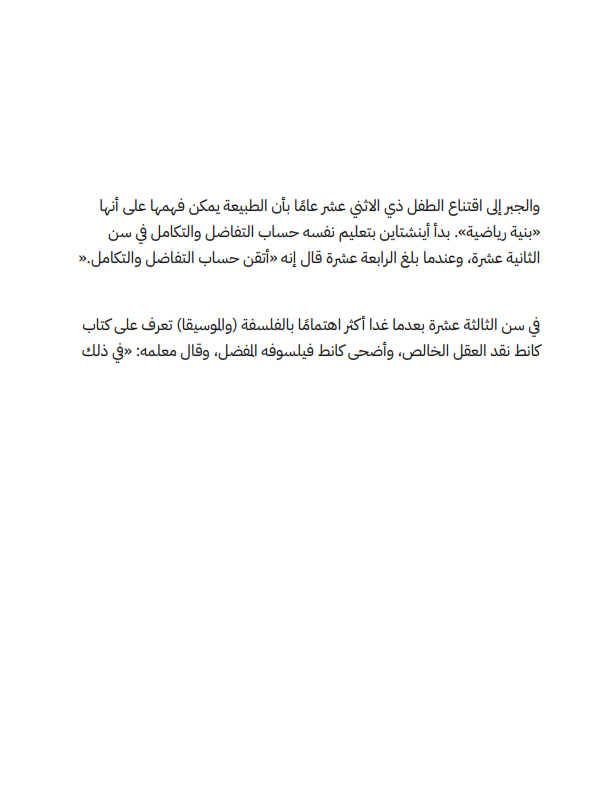 والجبر إلى اقتناع الطفل ذي الاثني عشر عامًا بأن الطبيعة يمكن فهمها على أنها
«بنية رياضية». بدأ أينشتاين بتعليم نفسه حساب التفاضل والتكامل في سن
الثانية عشرة، وعندما بلغ الرابعة عشرة قال إنه «أتقن حساب التفاضل والتكامل.«
في سن الثالثة عشرة بعدما غدا أكثر اهتمامًا بالفلسفة (والموسيقا) تعرف على كتاب
كانط نقد العقل الخالص، وأضحى كانط فيلسوفه المفضل، وقال معلمه: «في ذلك